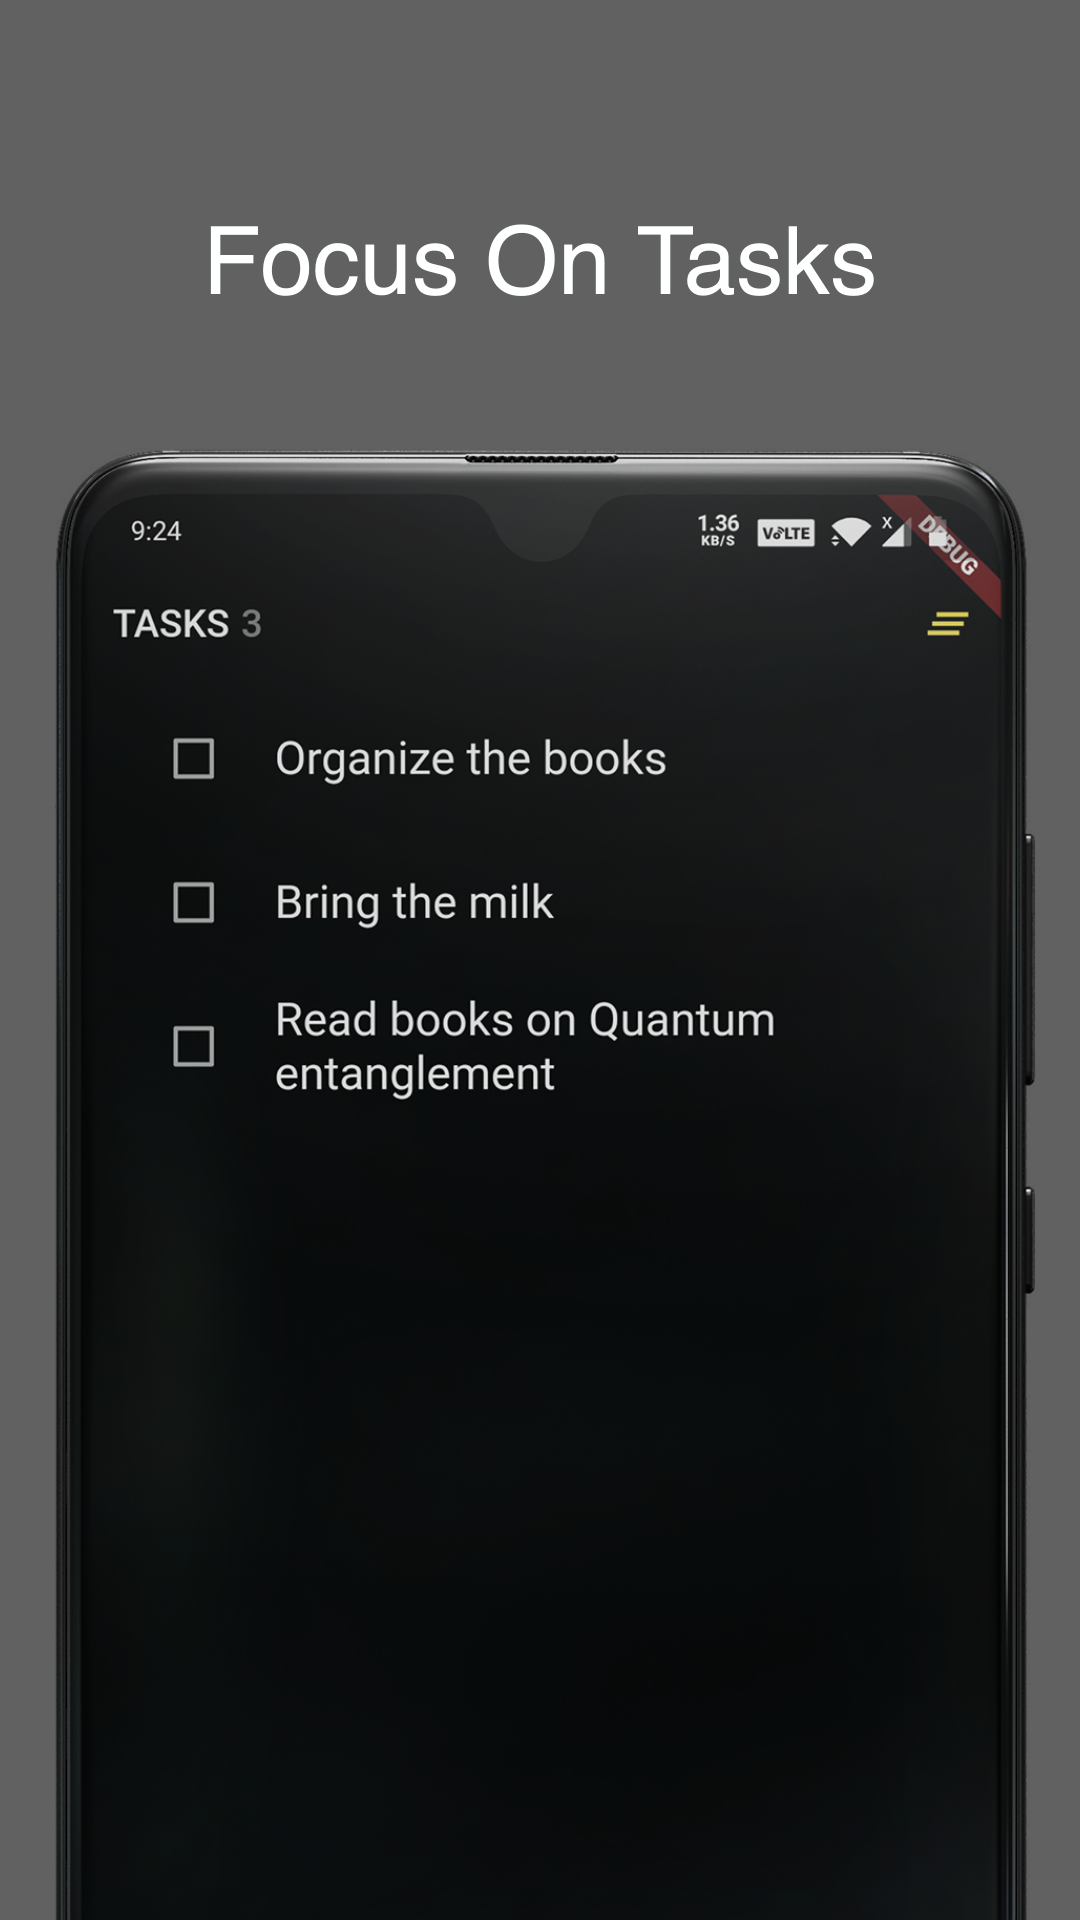 Focus On Tasks
9:24
1.36
KB/S
VoLTE
X
DEBUG
TASKS 3
Organize the books
Bring the milk
Read books on Quantum
entanglement